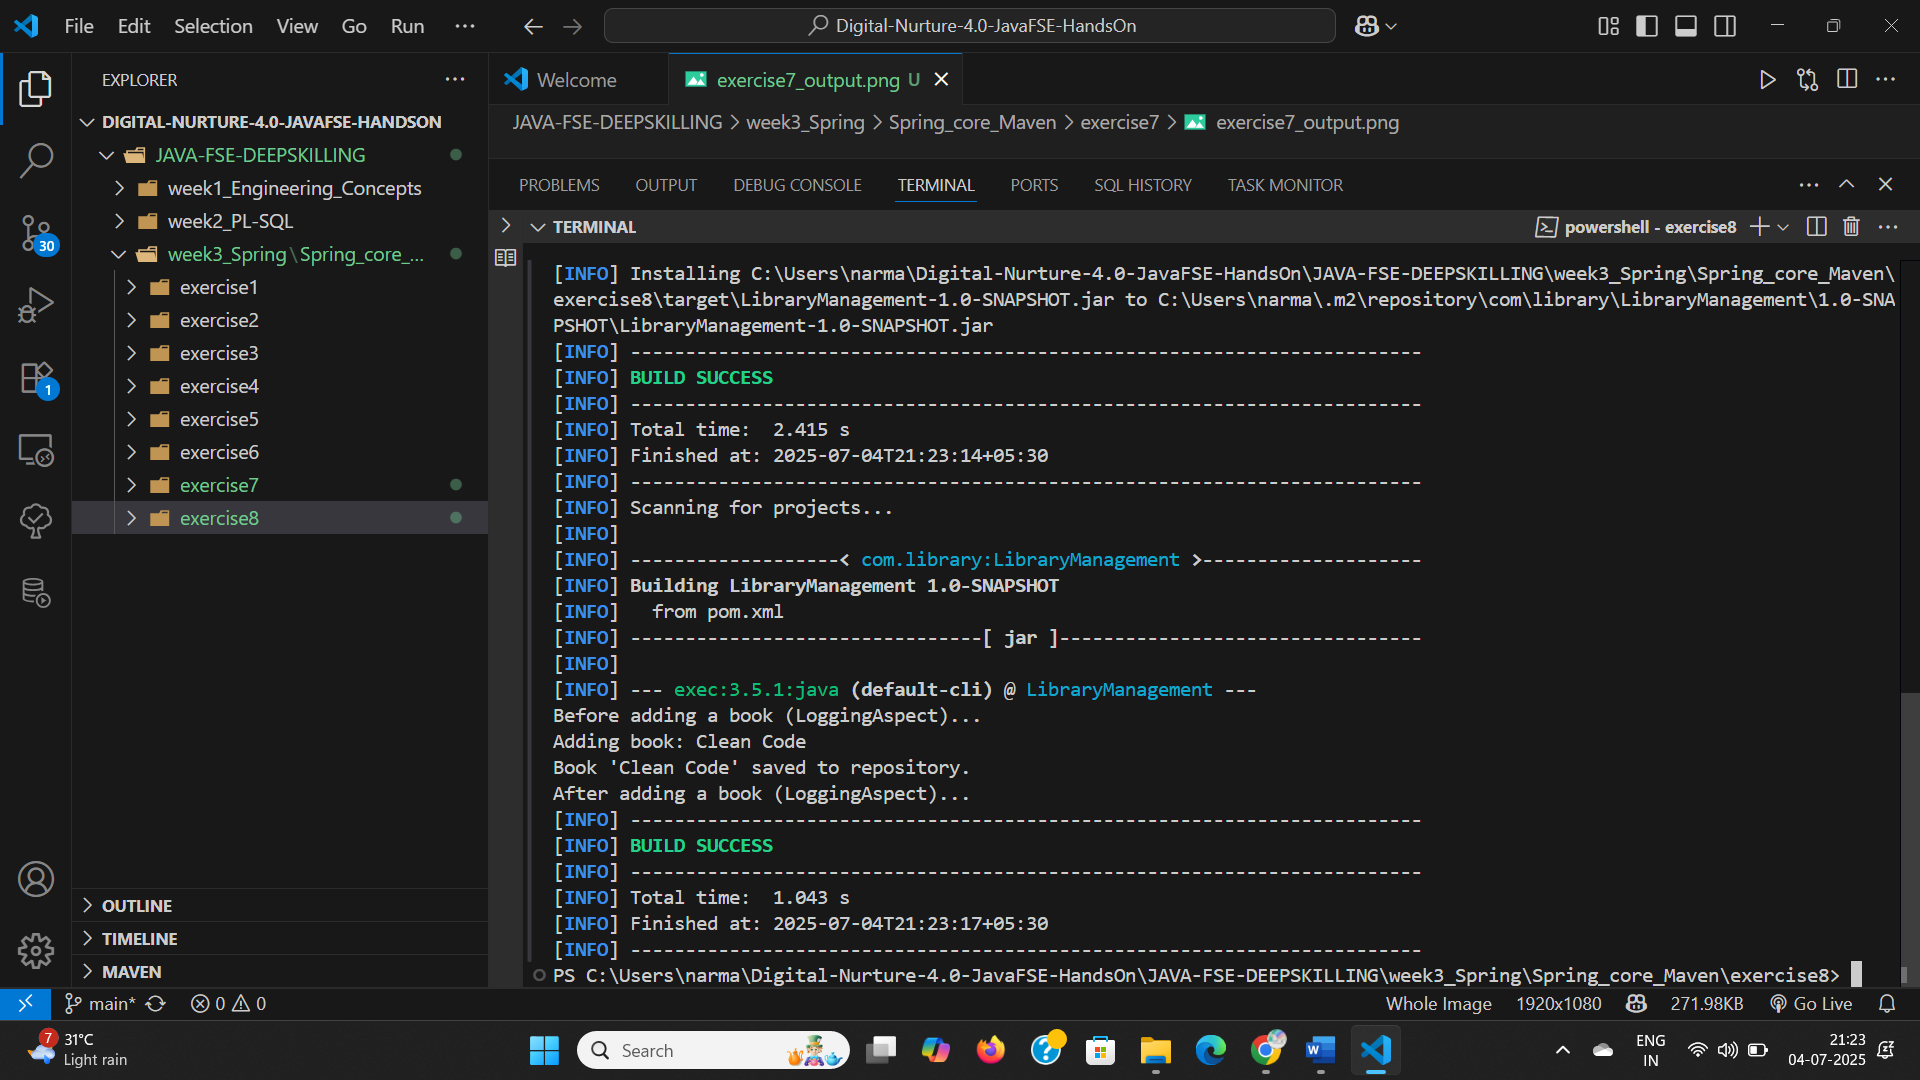 File Edit Selection View Go Run ···
Digital-Nurture-4.0-JavaFSE-HandsOn
EXPLORER
Welcome
exercise7_output.png U
JAVA-FSE-DEEPSKILLING > week3_Spring > Spring_core_Maven > exercise7 > exercise7_output.png
DIGITAL-NURTURE-4.0-JAVAFSE-HANDSON
JAVA-FSE-DEEPSKILLING
week1_Engineering_Concepts
week2_PL-SQL
week3_Spring\Spring_core_...
exercise1
exercise2
exercise3
exercise4
exercise5
exercise6
exercise7
exercise8
30
1
OUTLINE
TIMELINE
MAVEN
PROBLEMS OUTPUT DEBUG CONSOLE TERMINAL PORTS SQL HISTORY TASK MONITOR
TERMINAL
powershell - exercise8
[INFO] Installing C:\Users\narma\Digital-Nurture-4.0-JavaFSE-HandsOn\JAVA-FSE-DEEPSKILLING\week3_Spring\Spring_core_Maven\
exercise8\target\LibraryManagement-1.0-SNAPSHOT.jar to C:\Users\narma\.m2\repository\com\library\LibraryManagement\1.0-SNA
PSHOT\LibraryManagement-1.0-SNAPSHOT.jar
[INFO] ------------------------------------------------------------------------
[INFO] BUILD SUCCESS
[INFO] ------------------------------------------------------------------------
[INFO] Total time:  2.415 s
[INFO] Finished at: 2025-07-04T21:23:14+05:30
[INFO] ------------------------------------------------------------------------
[INFO] Scanning for projects...
[INFO]
[INFO] -------------------< com.library:LibraryManagement >--------------------
[INFO] Building LibraryManagement 1.0-SNAPSHOT
[INFO]   from pom.xml
[INFO] --------------------------------[ jar ]---------------------------------
[INFO]
[INFO] --- exec:3.5.1:java (default-cli) @ LibraryManagement ---
Before adding a book (LoggingAspect)...
Adding book: Clean Code
Book 'Clean Code' saved to repository.
After adding a book (LoggingAspect)...
[INFO] ------------------------------------------------------------------------
[INFO] BUILD SUCCESS
[INFO] ------------------------------------------------------------------------
[INFO] Total time:  1.043 s
[INFO] Finished at: 2025-07-04T21:23:17+05:30
[INFO] ------------------------------------------------------------------------
PS C:\Users\narma\Digital-Nurture-4.0-JavaFSE-HandsOn\JAVA-FSE-DEEPSKILLING\week3_Spring\Spring_core_Maven\exercise8>
main* 0 0
Whole Image 1920x1080 271.98KB Go Live
7
31°C
Light rain
Search
ENG
IN
21:23
04-07-2025